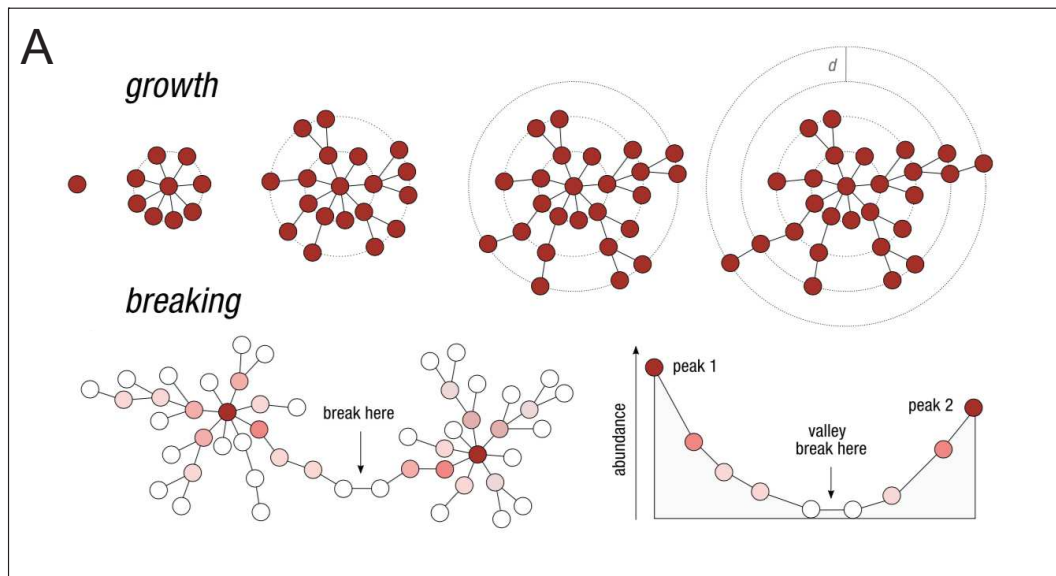 A
growth
d
breaking
break here
abundance
peak 1
peak 2
valley
break here